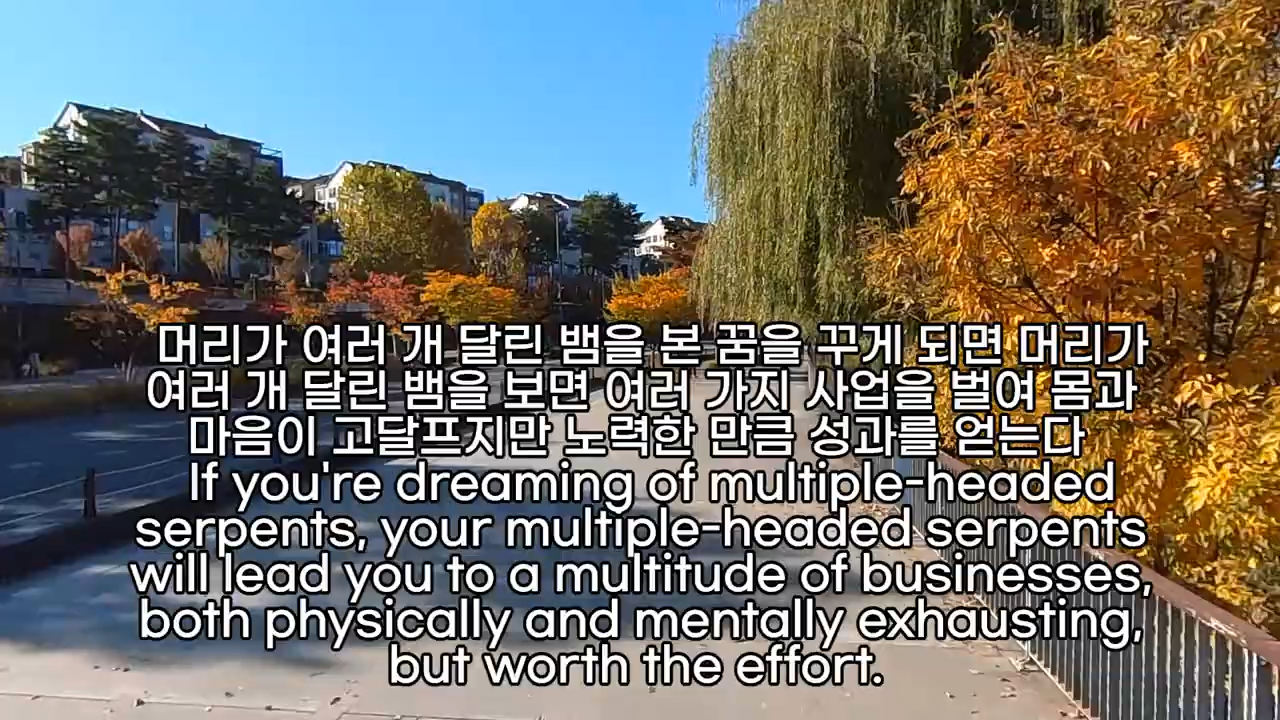 머리가 여러 개 달린 뱀을 본 꿈을 꾸게 되면 머리가
여러 개 달린 뱀을 보면 여러 가지 사업을 벌여 몸과
마음이 고달프지만 노력한 만큼 성과를 얻는다
If you're dreaming of multiple-headed
serpents, your multiple-headed serpents
will lead you to a multitude of businesses,
both physically and mentally exhausting,
but worth the effort.